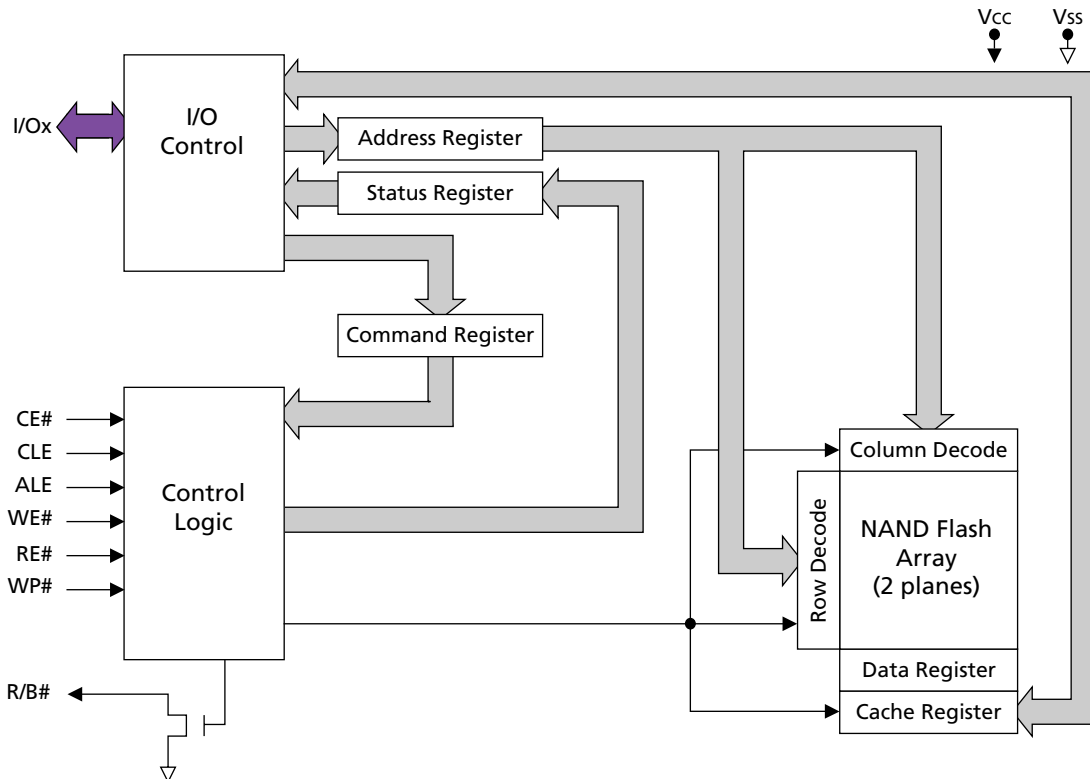 Vcc
Vss
I/Ox
I/O
Control
Address Register
Status Register
Command Register
CE#
CLE
ALE
WE#
RE#
WP#
Control
Logic
Column Decode
Row Decode
NAND Flash
Array
(2 planes)
Data Register
Cache Register
R/B#